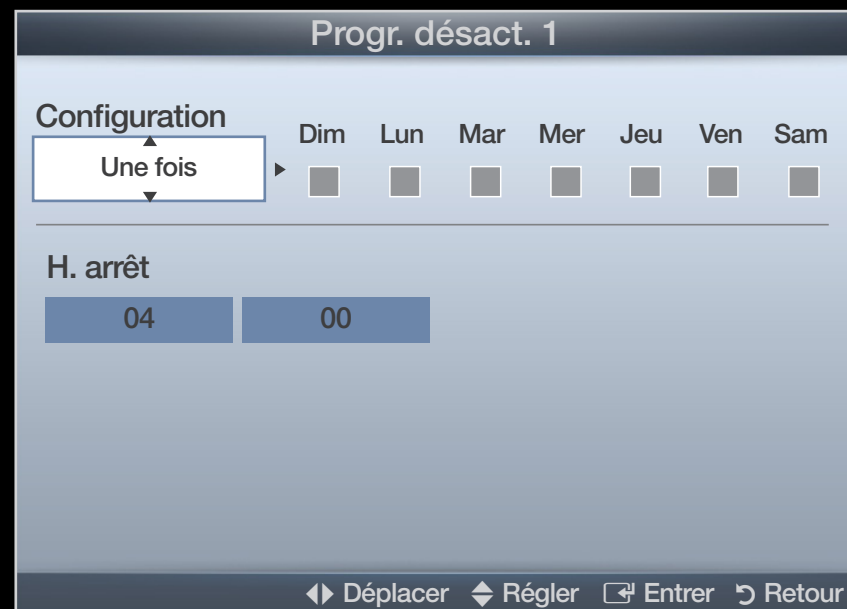 Progr. désact. 1
Configuration
Dim Lun Mar Mer Jeu Ven Sam
Une fois
H. arrêt
04 00
Déplacer Régler Entrer Retour